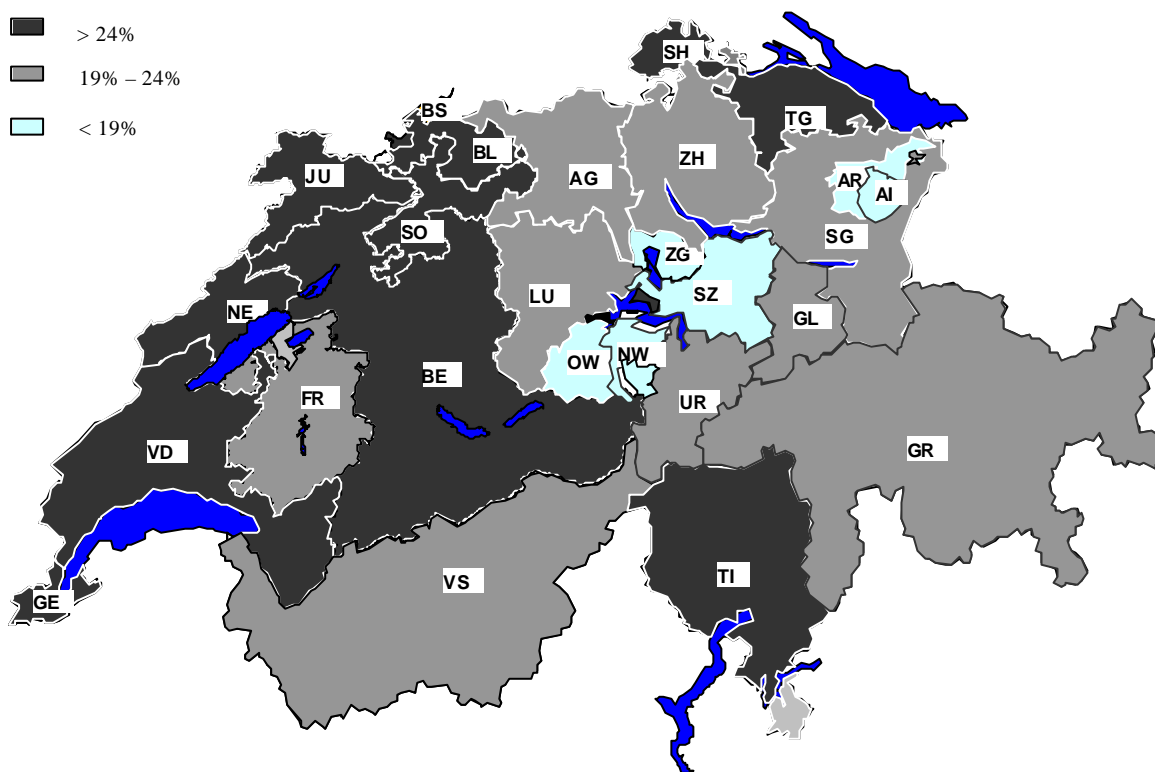 > 24%
19% – 24%
< 19%
SH
BS
TG
BL
ZH
JU
AG
AR
AI
SO
SG
ZG
LU
SZ
NE
GL
OW
NW
BE
FR
UR
VD
GR
TI
VS
GE